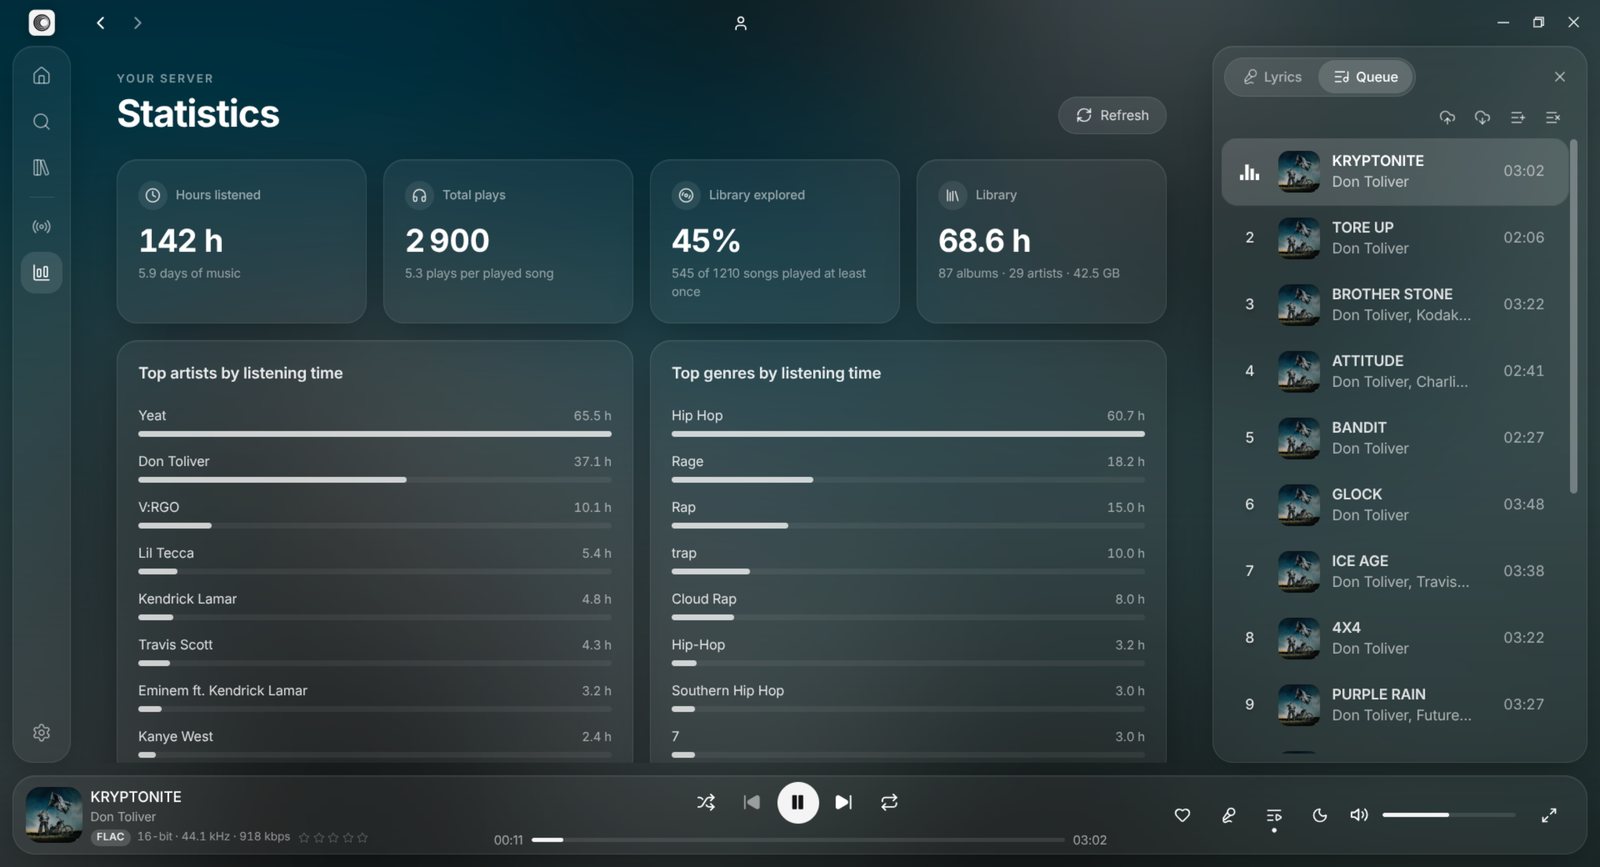 YOUR SERVER
Statistics
Refresh
Hours listened
142 h
5.9 days of music
Total plays
2 900
5.3 plays per played song
Library explored
45%
545 of 1 210 songs played at least
once
Library
68.6 h
87 albums · 29 artists · 42.5 GB
Top artists by listening time
Yeat 65.5 h
Don Toliver 37.1 h
V:RGO 10.1 h
Lil Tecca 5.4 h
Kendrick Lamar 4.8 h
Travis Scott 4.3 h
Eminem ft. Kendrick Lamar 3.2 h
Kanye West 2.4 h
Top genres by listening time
Hip Hop 60.7 h
Rage 18.2 h
Rap 15.0 h
trap 10.0 h
Cloud Rap 8.0 h
Hip-Hop 3.2 h
Southern Hip Hop 3.0 h
7 3.0 h
Lyrics Queue
KRYPTONITE
Don Toliver
03:02
2
TORE UP
Don Toliver
02:06
3
BROTHER STONE
Don Toliver, Kodak...
03:22
4
ATTITUDE
Don Toliver, Charli...
02:41
5
BANDIT
Don Toliver
02:27
6
GLOCK
Don Toliver
03:48
7
ICE AGE
Don Toliver, Travis...
03:38
8
4X4
Don Toliver
03:22
9
PURPLE RAIN
Don Toliver, Future...
03:27
KRYPTONITE
Don Toliver
FLAC 16-bit · 44.1 kHz · 918 kbps
00:11
03:02